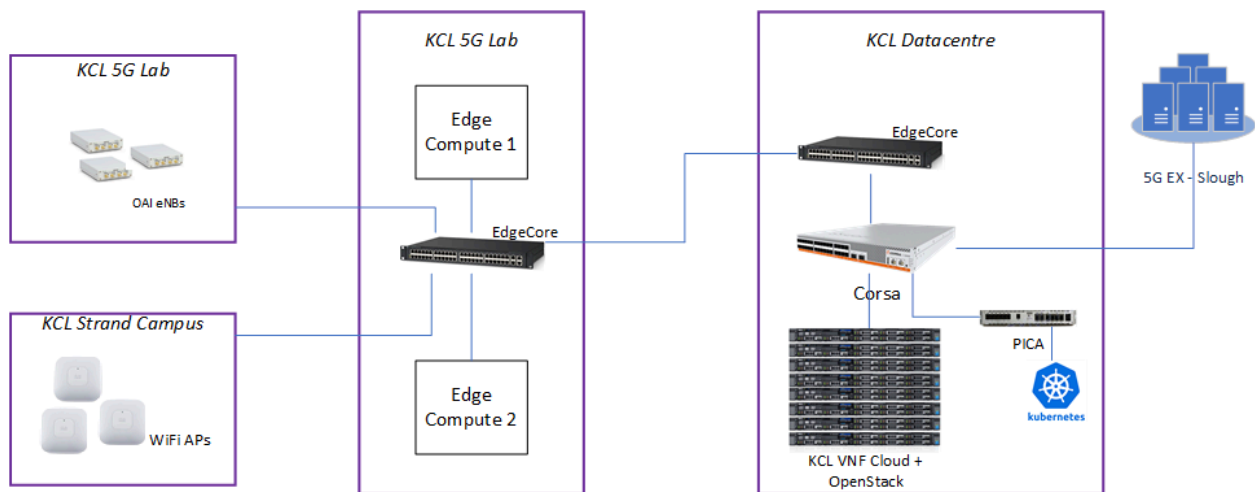 KCL 5G Lab
OAI eNBs
KCL Strand Campus
WiFi APs
KCL 5G Lab
Edge
Compute 1
EdgeCore
Edge
Compute 2
KCL Datacentre
EdgeCore
Corsa
PICA
kubernetes
KCL VNF Cloud +
OpenStack
5G EX - Slough